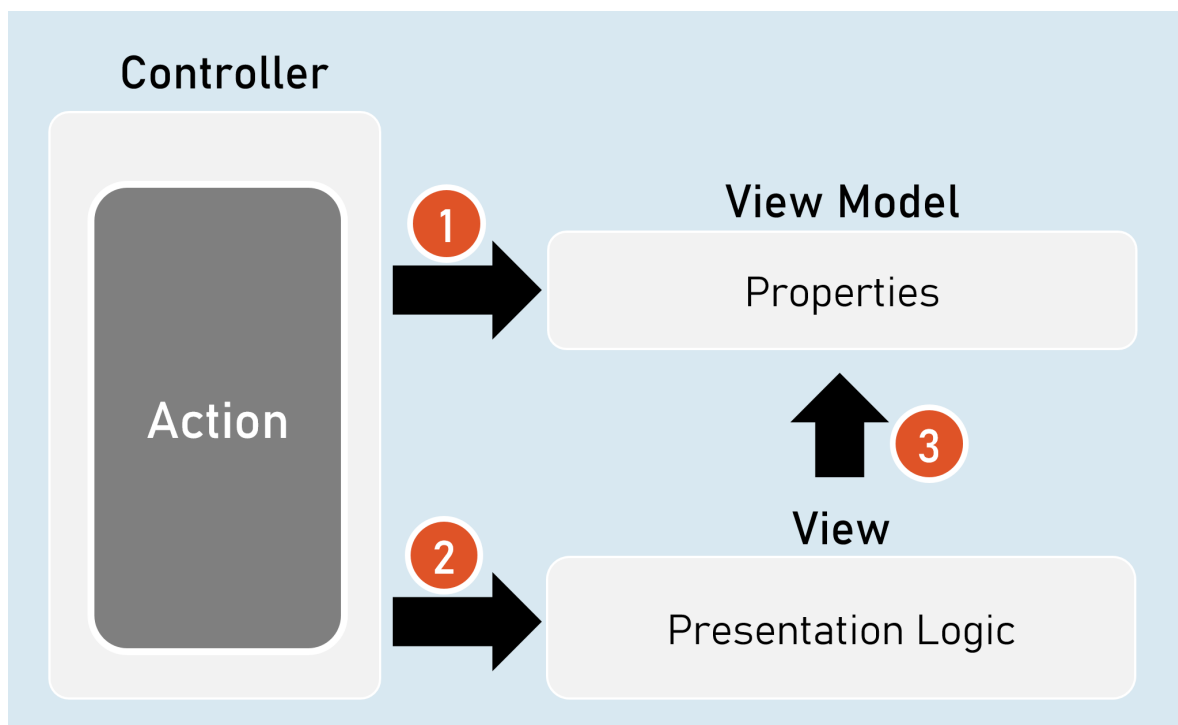 Controller
Action
1
View Model
Properties
2
3
View
Presentation Logic